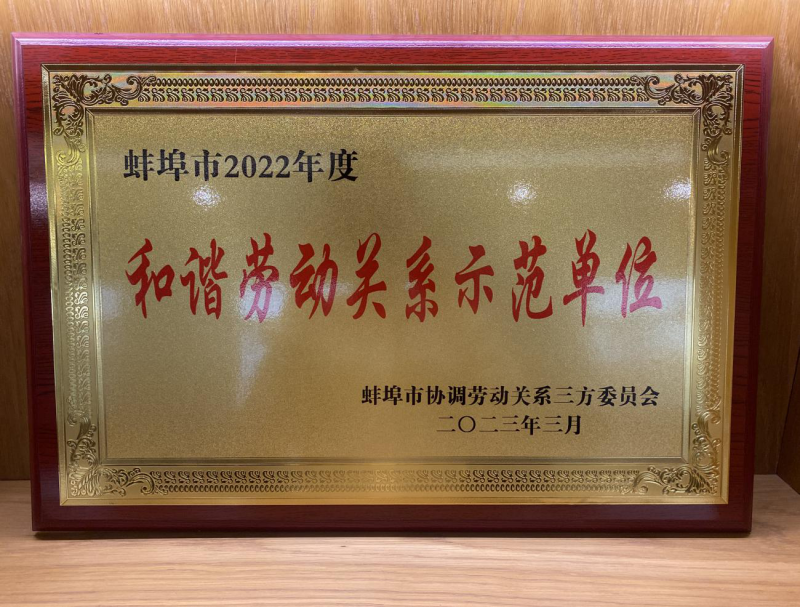 蚌埠市2022年度
和谐劳动关系示范单位
蚌埠市协调劳动关系三方委员会
二〇二三年三月